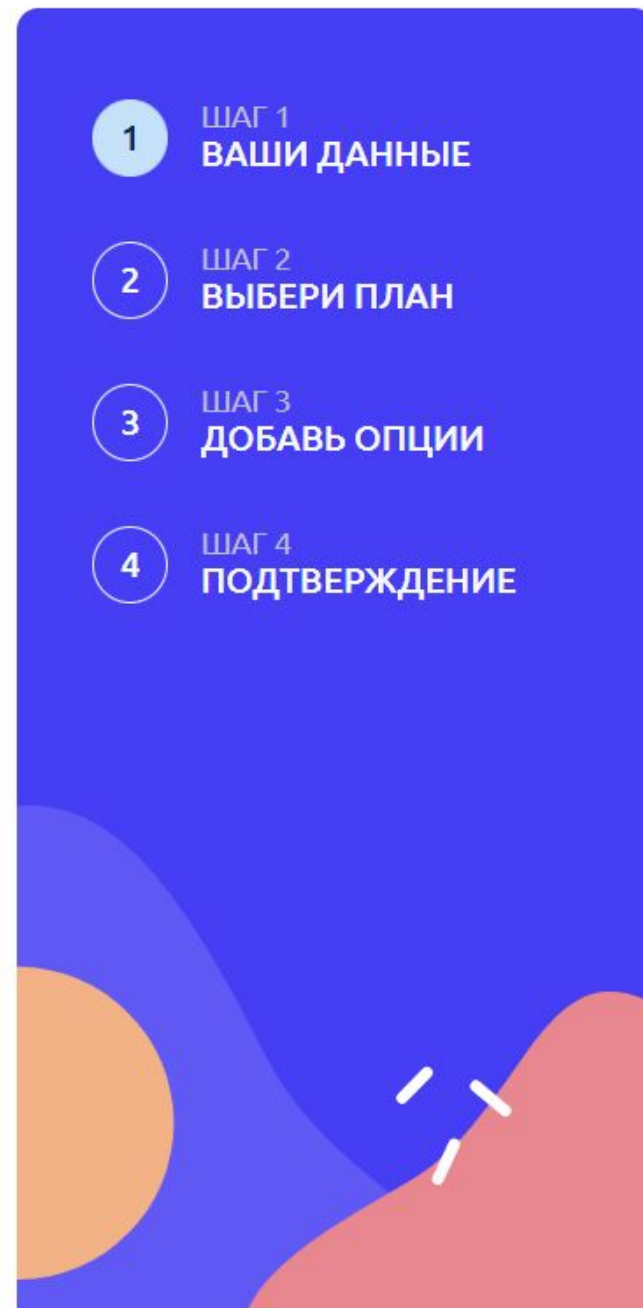 1
ШАГ 1
ВАШИ ДАННЫЕ
2
ШАГ 2
ВЫБЕРИ ПЛАН
3
ШАГ 3
ДОБАВЬ ОПЦИИ
4
ШАГ 4
ПОДТВЕРЖДЕНИЕ